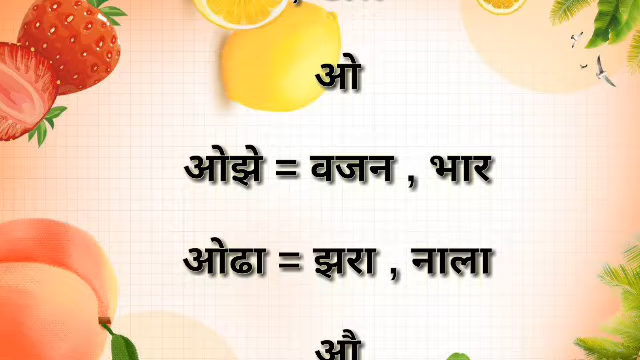 ओ
ओझे = वजन , भार
ओढा = झरा , नाला
औ